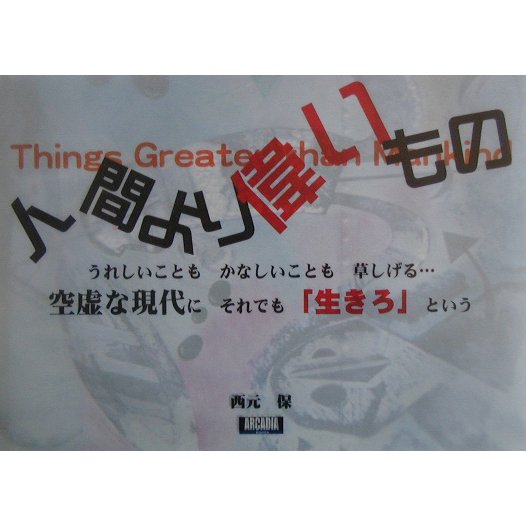 人間より偉いもの
Things Greater than Mankind
うれしいことも かなしいことも 草しげる…
空虚な現代に それでも「生きろ」という
西元 保
ARCADIA